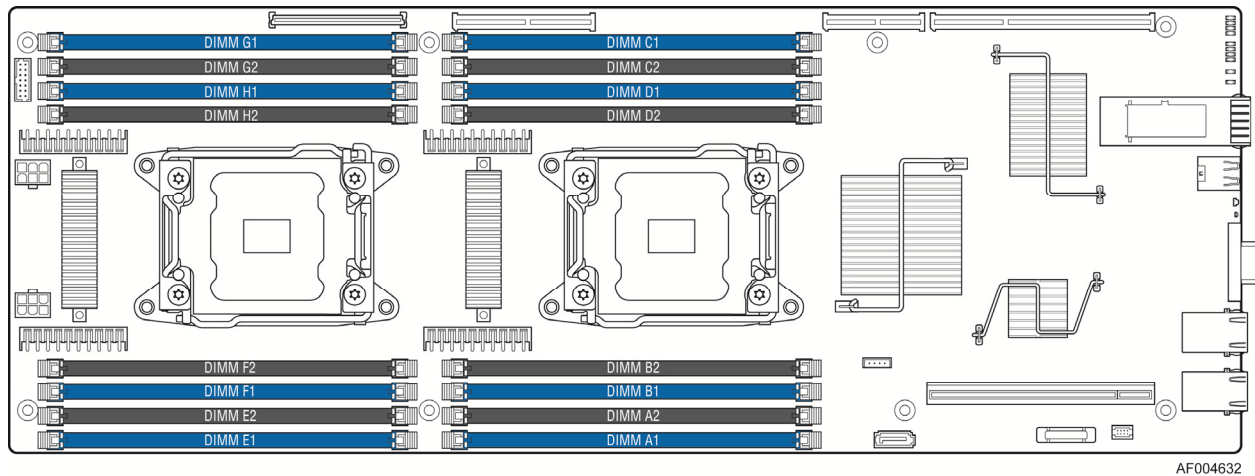 DIMM G1 DIMM C1
DIMM G2 DIMM C2
DIMM H1 DIMM D1
DIMM H2 DIMM D2
DIMM F2 DIMM B2
DIMM F1 DIMM B1
DIMM E2 DIMM A2
DIMM E1 DIMM A1
AF004632